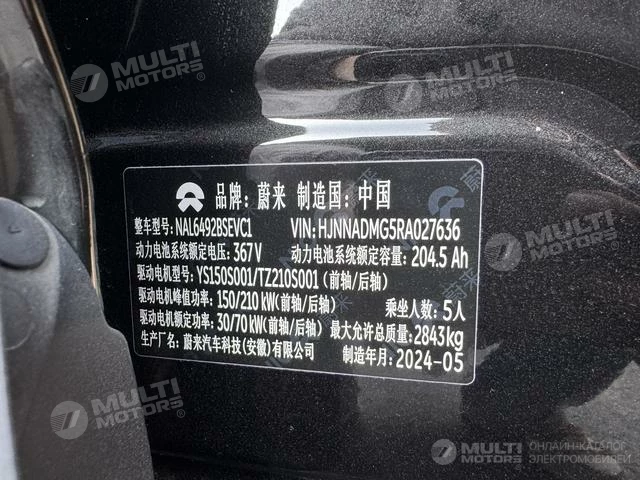 MULTI
MOTORS
MULTI
MOTORS
品牌: 蔚来 制造国: 中国
整车型号: NAL6492BSEVC1 VIN: HJNNADMG5RA027636
动力电池系统额定电压: 367V 动力电池系统额定容量: 204.5 Ah
驱动电机型号: YS150S001/TZ210S001 (前轴/后轴)
驱动电机峰值功率: 150/210 kW (前轴/后轴) 乘坐人数: 5人
驱动电机额定功率: 30/70 kW (前轴/后轴) 最大允许总质量: 2843kg
生产厂名: 蔚来汽车科技(安徽)有限公司 制造年月: 2024-05
MULTI
MOTORS
MULTI
MOTORS
ОНЛАЙН-КАТАЛОГ
ЭЛЕКТРОМОБИЛЕЙ